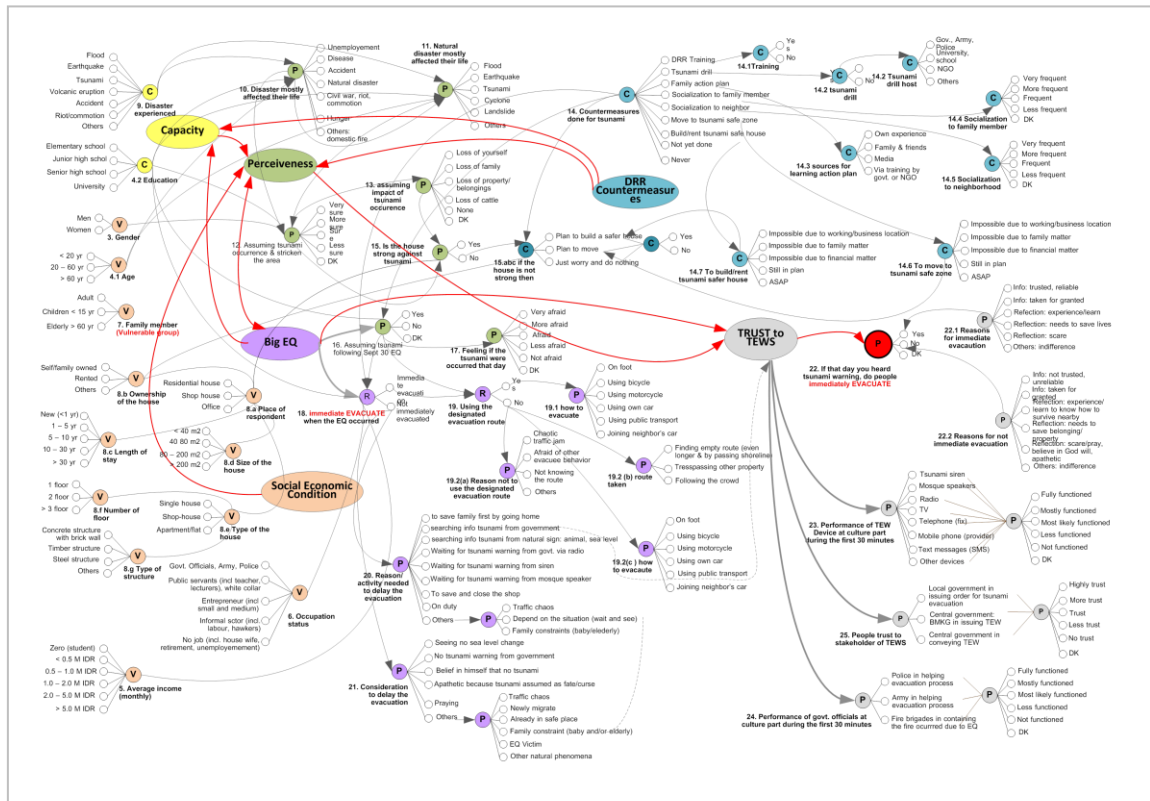 Flood
Earthquake
Tsunami
Volcanic eruption
Accident
Riot/commotion
Others
C
9. Disaster
experienced
Capacity
Elementary school
Junior high schol
Senior high school
University
C
4.2 Education
Unemployement
Disease
Accident
Natural disaster
Civil war, riot,
commotion
Hunger
Others:
domestic fire
P
10. Disaster mostly
affected their life
11. Natural
disaster mostly
affected their life
P
Flood
Earthquake
Tsunami
Cyclone
Landslide
Others
Perceiveness
Men
Women
V
3. Gender
< 20 yr
20 – 60 yr
> 60 yr
V
4.1 Age
Adult
Children < 15 yr
Elderly > 60 yr
V
7. Family member
(Vulnerable group)
P
12. Assuming tsunami
occurrence & stricken
the area
Very
sure
More
sure
Sur
e
Less
sure
DK
13. assuming
impact of
tsunami occurence
P
Loss of yourself
Loss of family
Loss of property/
belongings
Loss of cattle
None
DK
15. Is the house
strong against
tsunami
P
Yes
No
C
15.abc if the
house is not
strong then
Plan to build a safer house
Plan to move
Just worry and do nothing
C
Yes
No
14. Countermeasures
done for tsunami
C
DRR Training
Tsunami drill
Family action plan
Socialization to family member
Socialization to neighbor
Move to tsunami safe zone
Build/rent tsunami safe house
Not yet done
Never
C
14.1Training
Ye
s
No
C
14.2 tsunami
drill
No
C
14.2 Tsunami
drill host
Gov., Army,
Police
University,
school
NGO
Others
C
14.4 Socialization
to family member
Very frequent
More frequent
Frequent
Less frequent
DK
C
14.3 sources for
learning action plan
Own experience
Family & friends
Media
Via training by
govt. or NGO
C
14.5 Socialization
to neighborhood
Very frequent
More frequent
Frequent
Less frequent
DK
DRR
Countermeasur
es
C
14.7 To build/rent
tsunami safer house
Impossible due to working/business location
Impossible due to family matter
Impossible due to financial matter
Still in plan
ASAP
C
14.6 To move to
tsunami safe zone
Impossible due to working/business location
Impossible due to family matter
Impossible due to financial matter
Still in plan
ASAP
Big EQ
P
Yes
No
DK
16. Assuming tsunami
following Sept 30 EQ
P
17. Feeling if the
tsunami were
occurred that day
Very afraid
More afraid
Afraid
Less afraid
Not afraid
DK
TRUST to
TEWS
P
Yes
No
DK
22. If that day you heard
tsunami warning, do people
immediately EVACUATE
P
22.1 Reasons
for immediate
evacaution
Info: trusted, reliable
Info: taken for granted
Reflection: experience/learn
Reflection: needs to save lives
Reflection: scare
Others: indifference
P
22.2 Reasons for not
immediate evacuation
Info: not trusted,
unreliable
Info: taken for
granted
Reflection: experience/
learn to know how to
survive nearby
Reflection: needs to
save belonging/
property
Reflection: scare/pray,
believe in God will,
apathetic
Others: indifference
Self/family owned
Rented
Others
V
8.b Ownership of the
house
Residential house
Shop house
Office
V
8.a Place of
respondent
New (<1 yr)
1 – 5 yr
5 – 10 yr
10 – 30 yr
> 30 yr
V
8.c Length of
stay
< 40 m2
40 80 m2
80 – 200 m2
> 200 m2
V
8.d Size of the
house
R
18. immediate EVACUATE
when the EQ occurred
Immedia
te
evacuati
on
Not
immediately
evacuated
R
19. Using the
designated
evacuation route
Ye
s
No
P
19.1 how to
evacuate
On foot
Using bicycle
Using motorcycle
Using own car
Using public transport
Joining neighbor's car
P
19.2(a) Reason not to
use the designated
evacuation route
Chaotic
traffic jam
Afraid of other
evacuee behavior
Not knowing
the route
Others
P
19.2 (b) route
taken
Finding empty route (even
longer & by passing shoreline)
Tresspassing other property
Following the crowd
Social Economic
Condition
1 floor
2 floor
> 3 floor
V
8.f Number of
floor
Single house
Shop-house
Apartment/flat
V
8.e Type of the
house
Concrete structure
with brick wall
Timber structure
Steel structure
Others
V
8.g Type of
structure
Govt. Officials, Army, Police
Public servants (incl teacher,
lecturers), white collar
Entrepreneur (incl
small and medium)
Informal sctor (incl.
labour, hawkers)
No job (incl. house wife,
retirement, unemployement)
V
6. Occupation
status
Zero (student)
< 0.5 M IDR
0.5 – 1.0 M IDR
1.0 – 2.0 M IDR
2.0 – 5.0 M IDR
> 5.0 M IDR
V
5. Average income
(monthly)
P
20. Reason/
activity needed
to delay the
evacuation
to save family first by going home
searching info tsunami from government
searching info tsunami from natural sign: animal, sea level
Waiting for tsunami warning from govt. via radio
Waiting for tsunami warning from siren
Waiting for tsunami warning from mosque speaker
To save and close the shop
On duty
Others
P
Traffic chaos
Depend on the situation (wait and see)
Family constraints (baby/elederly)
P
19.2(c ) how to
evacaute
On foot
Using bicycle
Using motorcycle
Using own car
Using public transport
Joining neighbor's car
P
21. Consideration
to delay the
evacuation
Seeing no sea level change
No tsunami warning from government
Belief in himself that no tsunami
Apathetic because tsunami assumed as fate/curse
Praying
Others
P
Traffic chaos
Newly migrate
Already in safe place
Family constraint (baby and/or elderly)
EQ Victim
Other natural phenomena
P
23. Performance of TEW
Device at culture part
during the first 30 minutes
Tsunami siren
Mosque speakers
Radio
TV
Telephone (fix)
Mobile phone (provider)
Text messages (SMS)
Other devices
P
Fully functioned
Mostly functioned
Most likely functioned
Less functioned
Not functioned
DK
P
25. People trust to
stakeholder of TEWS
Local government in
issuing order for tsunami
evacuation
Central government:
BMKG in issuing TEW
Central government in
conveying TEW
P
Highly trust
More trust
Trust
Less trust
No trust
DK
P
24. Performance of govt. officials at
culture part during the first 30 minutes
Police in helping
evacuation process
Army in helping
evacuation process
Fire brigades in containing
the fire ocurred due to EQ
P
Fully functioned
Mostly functioned
Most likely functioned
Less functioned
Not functioned
DK